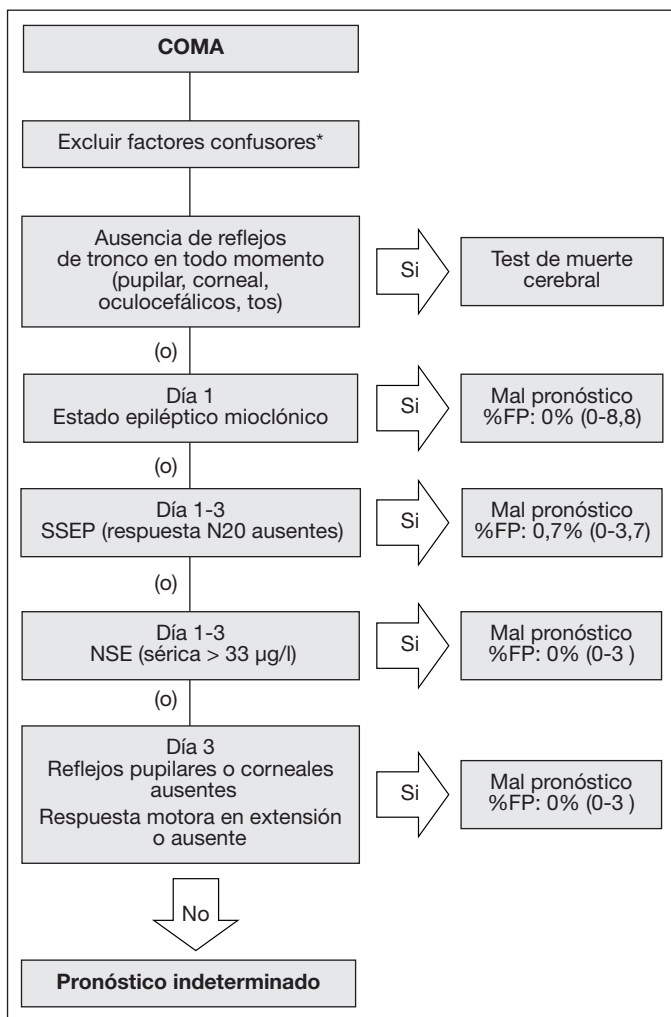 COMA
Excluir factores confusores*
Ausencia de reflejos
de tronco en todo momento
(pupilar, corneal,
oculocefálicos, tos)
Si
Test de muerte
cerebral
(o)
Día 1
Estado epiléptico mioclónico
Si
Mal pronóstico
%FP: 0% (0-8,8)
(o)
Día 1-3
SSEP (respuesta N20 ausentes)
Si
Mal pronóstico
%FP: 0,7% (0-3,7)
(o)
Día 1-3
NSE (sérica > 33 µg/l)
Si
Mal pronóstico
%FP: 0% (0-3 )
(o)
Día 3
Reflejos pupilares o corneales
ausentes
Respuesta motora en extensión
o ausente
Si
Mal pronóstico
%FP: 0% (0-3 )
No
Pronóstico indeterminado